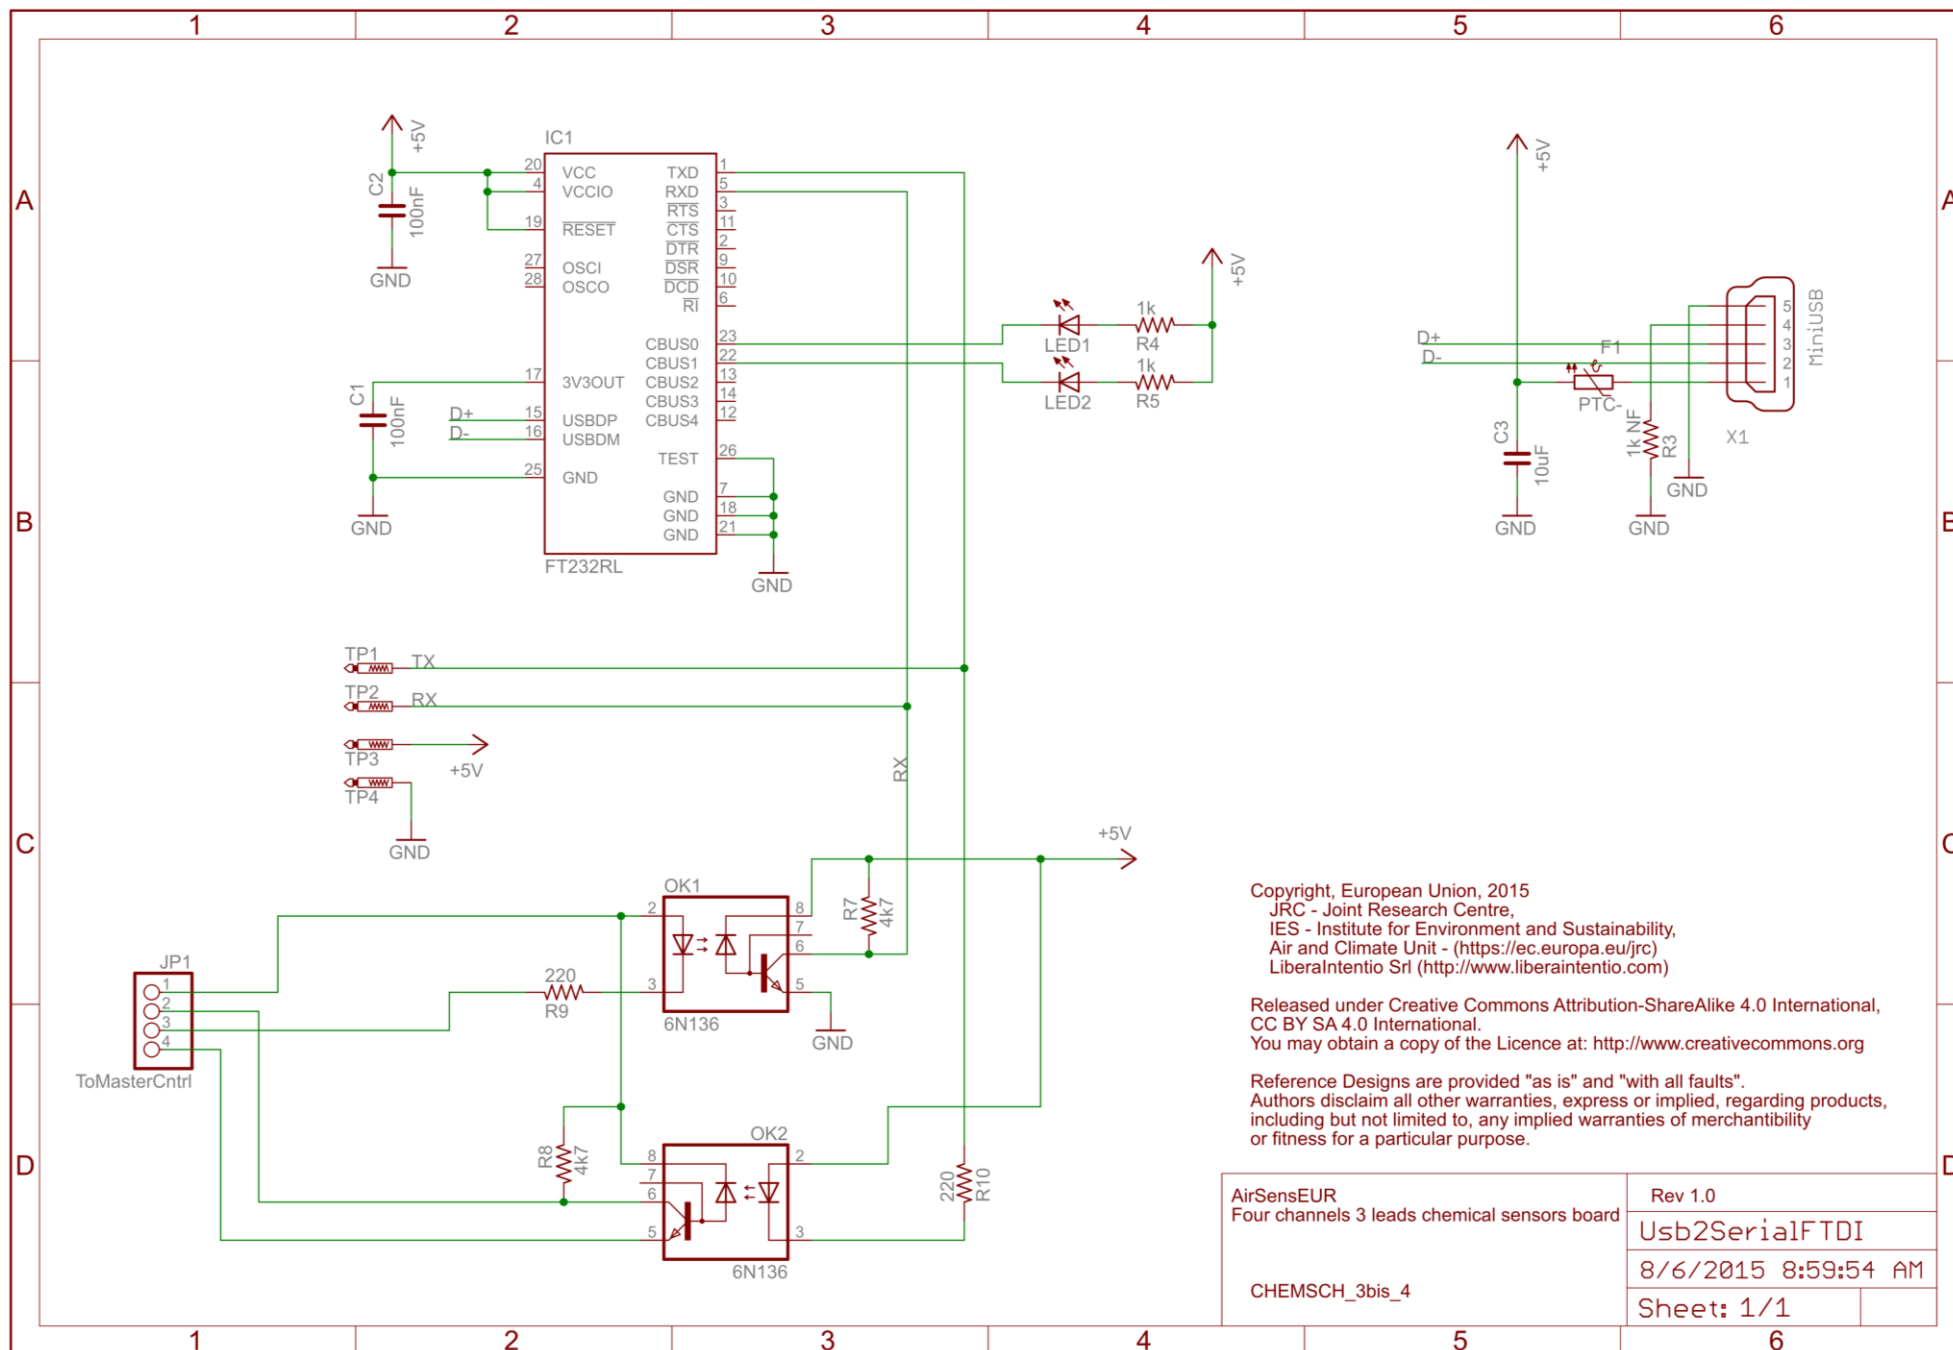 1 2 3 4 5 6
A A
B B
C C
D D
+5V
C2
100nF
GND
IC1
20 VCC
4 VCCIO
19 RESET
27 OSCI
28 OSCO
17 3V3OUT
15 USBDP
16 USBDM
25 GND
TXD 1
RXD 5
RTS 3
CTS 11
DTR 2
DSR 9
DCD 10
RI 6
CBUS0 23
CBUS1 22
CBUS2 13
CBUS3 14
CBUS4 12
TEST 26
GND 7
GND 18
GND 21
FT232RL
GND
C1
100nF
D+
D-
GND
LED1
1k
R4
LED2
1k
R5
+5V
+5V
D+
D-
F1
PTC-
C3
10uF
GND
1k NF
R3
GND
GND
5
4
3
2
1
MiniUSB
X1
TP1 TX
TP2 RX
TP3
+5V
TP4
GND
RX
+5V
OK1
2
3
8
7
6
5
6N136
R7
4k7
GND
220
R9
JP1
1
2
3
4
ToMasterCntrl
R8
4k7
OK2
8
7
6
5
2
3
6N136
220
R10
Copyright, European Union, 2015
JRC - Joint Research Centre,
IES - Institute for Environment and Sustainability,
Air and Climate Unit - (https://ec.europa.eu/jrc)
LiberaIntentio Srl (http://www.liberaintentio.com)
Released under Creative Commons Attribution-ShareAlike 4.0 International,
CC BY SA 4.0 International.
You may obtain a copy of the Licence at: http://www.creativecommons.org
Reference Designs are provided "as is" and "with all faults".
Authors disclaim all other warranties, express or implied, regarding products,
including but not limited to, any implied warranties of merchantibility
or fitness for a particular purpose.
AirSensEUR
Four channels 3 leads chemical sensors board
CHEMSCH_3bis_4
Rev 1.0
Usb2SerialFTDI
8/6/2015 8:59:54 AM
Sheet: 1/1
1 2 3 4 5 6